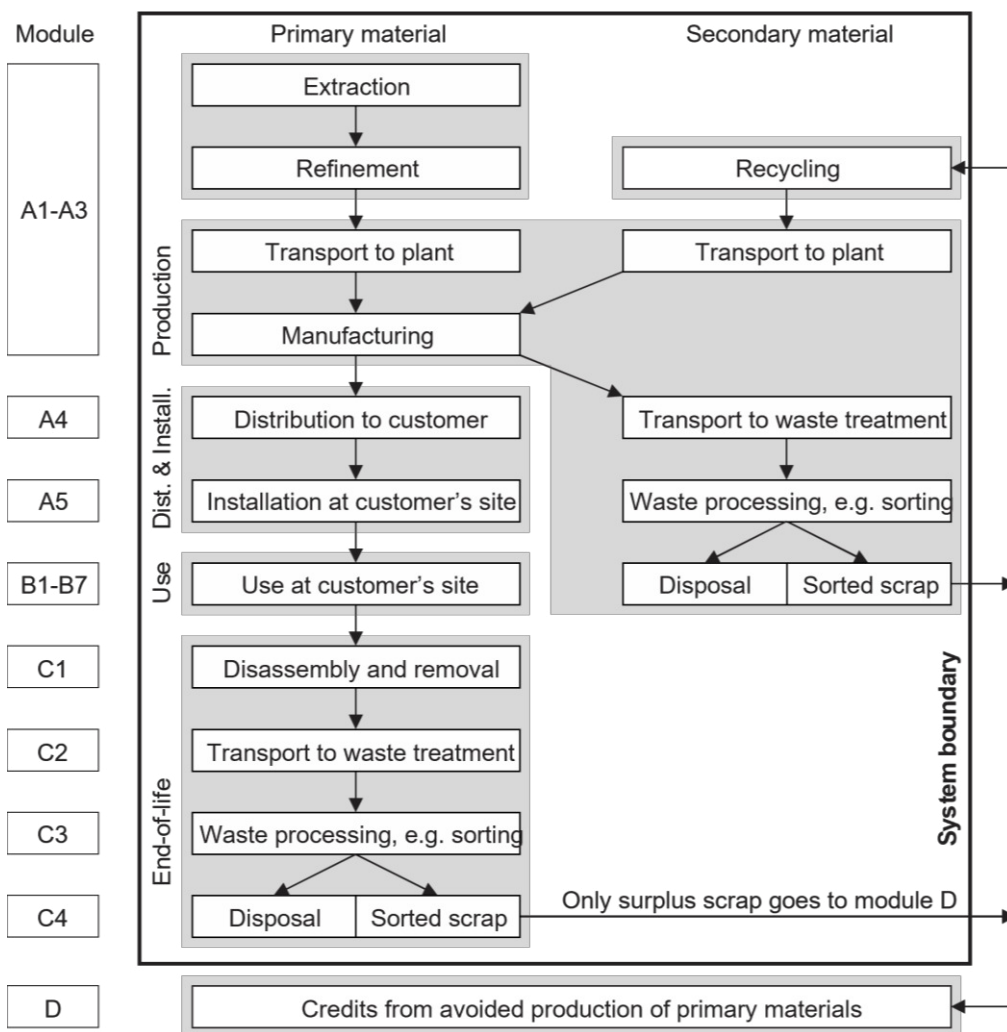 Module
Primary material
Secondary material
Extraction
Refinement
Recycling
A1-A3
Transport to plant
Transport to plant
Production
Manufacturing
A4
Dist. & Install.
Distribution to customer
Transport to waste treatment
A5
Installation at customer's site
Waste processing, e.g. sorting
B1-B7
Use
Use at customer's site
Disposal
Sorted scrap
C1
Disassembly and removal
System boundary
C2
Transport to waste treatment
End-of-life
C3
Waste processing, e.g. sorting
C4
Disposal
Sorted scrap
Only surplus scrap goes to module D
D
Credits from avoided production of primary materials